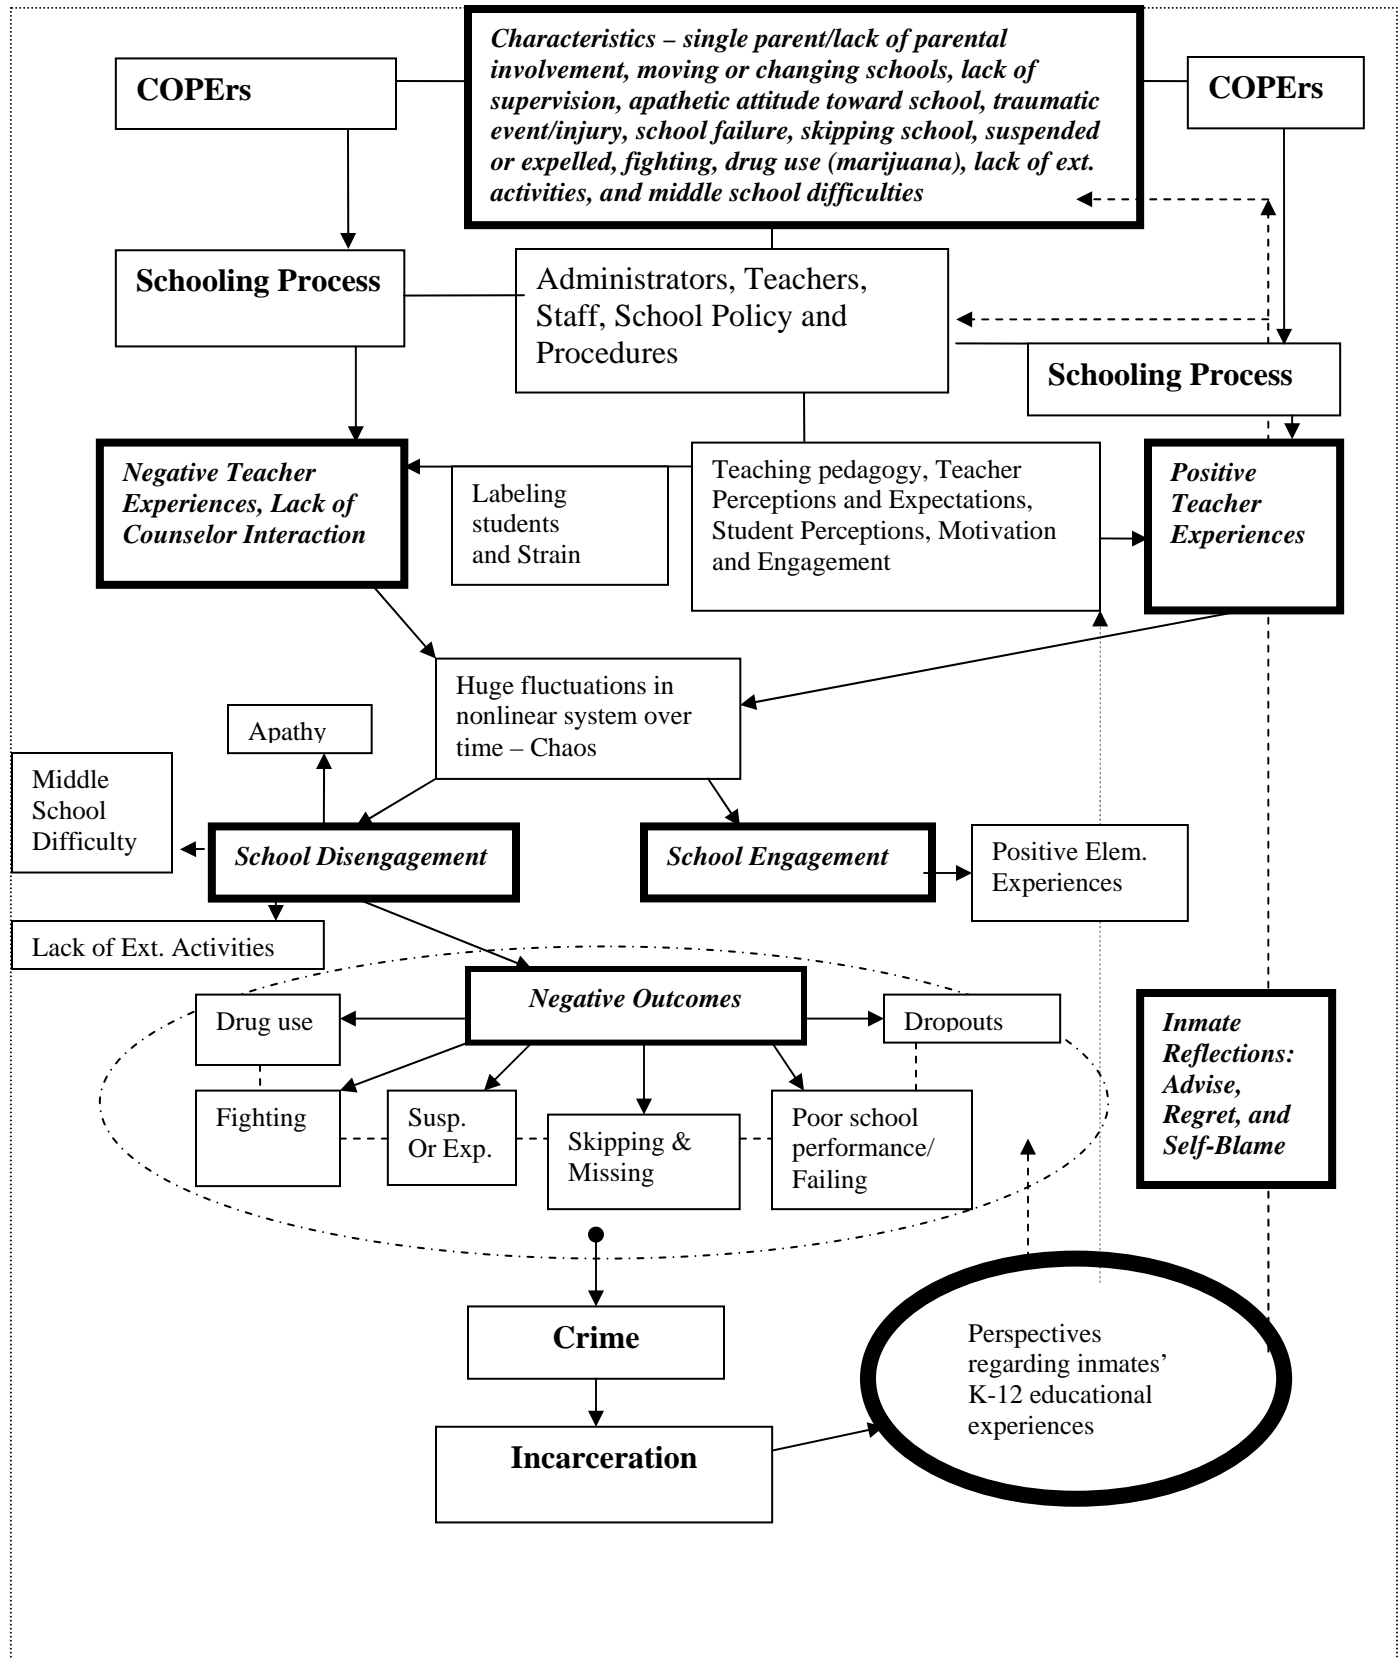 COPErs
Characteristics – single parent/lack of parental
involvement, moving or changing schools, lack of
supervision, apathetic attitude toward school, traumatic
event/injury, school failure, skipping school, suspended
or expelled, fighting, drug use (marijuana), lack of ext.
activities, and middle school difficulties
COPErs
Schooling Process
Administrators, Teachers,
Staff, School Policy and
Procedures
Schooling Process
Negative Teacher
Experiences, Lack of
Counselor Interaction
Labeling
students
and Strain
Teaching pedagogy, Teacher
Perceptions and Expectations,
Student Perceptions, Motivation
and Engagement
Positive
Teacher
Experiences
Huge fluctuations in
nonlinear system over
time – Chaos
Apathy
Middle
School
Difficulty
School Disengagement
School Engagement
Positive Elem.
Experiences
Lack of Ext. Activities
Negative Outcomes
Drug use
Dropouts
Inmate
Reflections:
Advise,
Regret, and
Self-Blame
Fighting
Susp.
Or Exp.
Skipping &
Missing
Poor school
performance/
Failing
Crime
Perspectives
regarding inmates’
K-12 educational
experiences
Incarceration